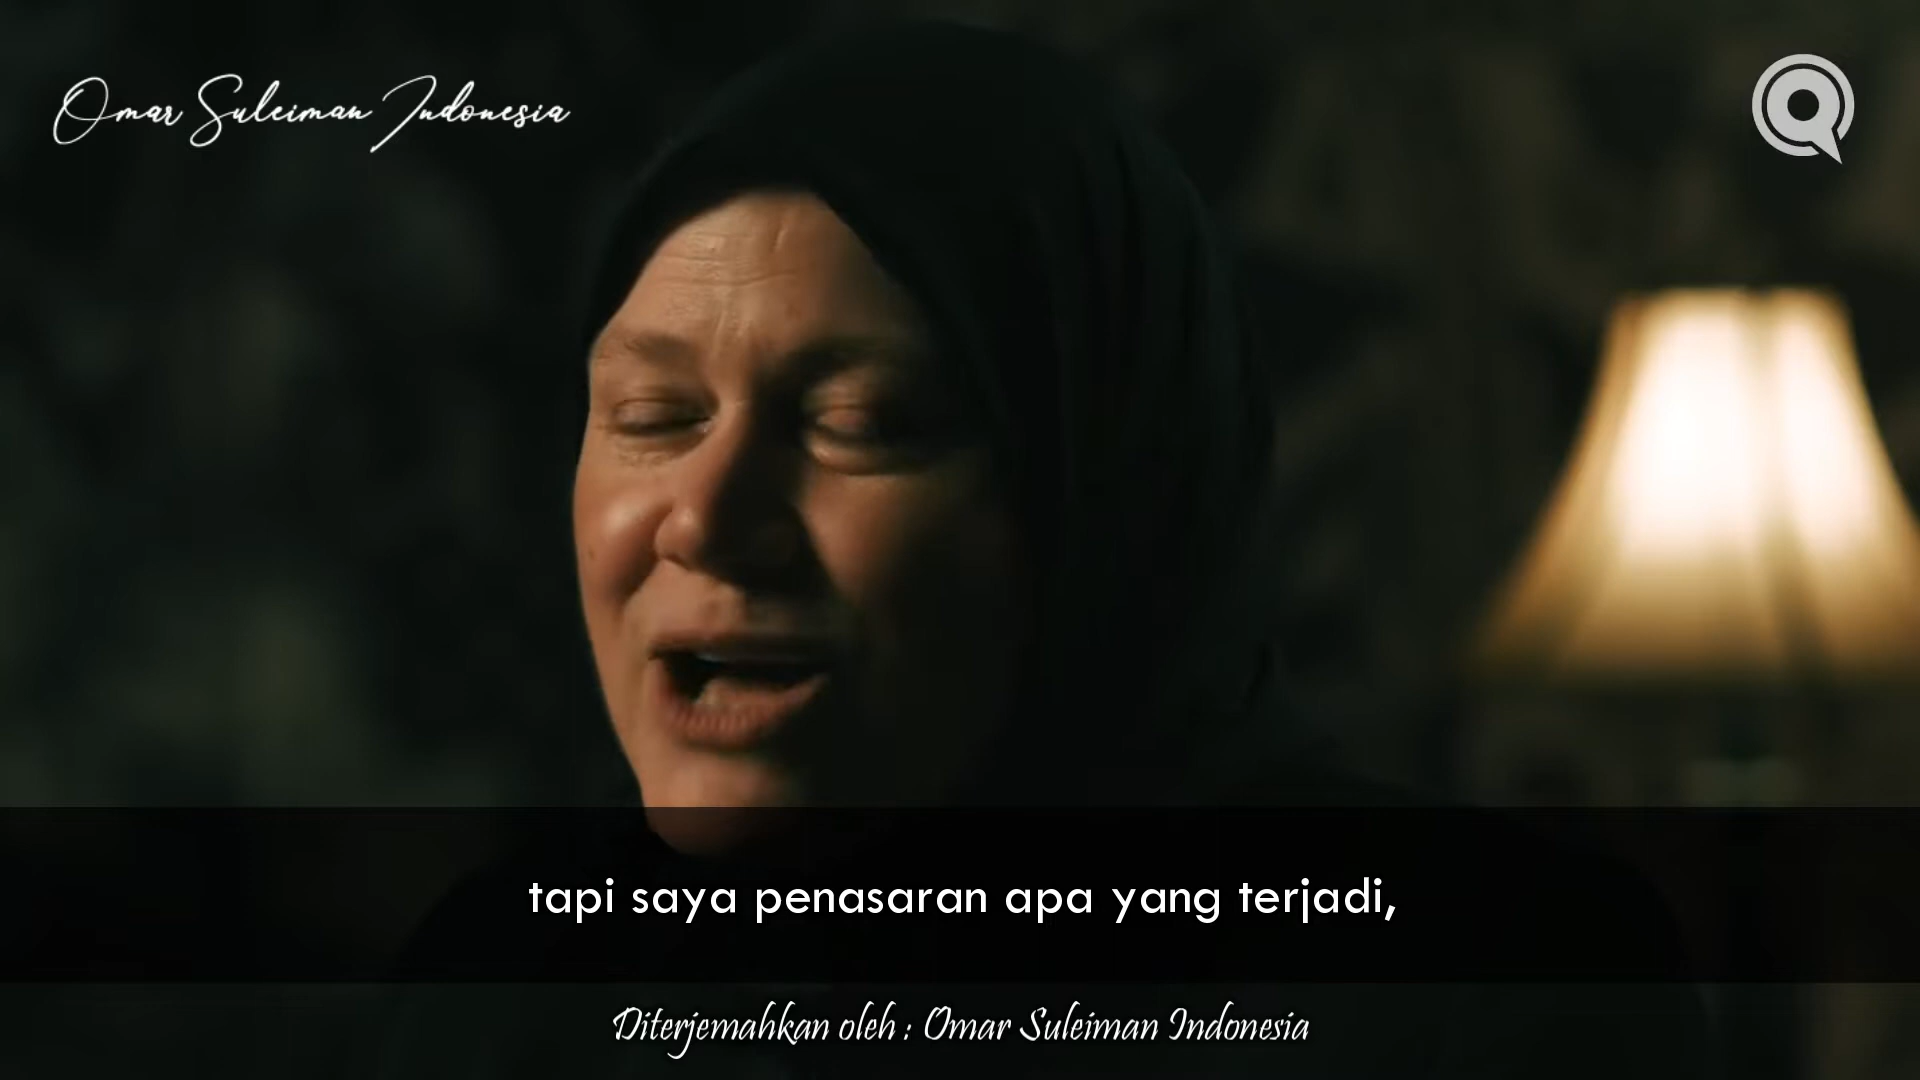 Omar Suleiman Indonesia
tapi saya penasaran apa yang terjadi,
Diterjemahkan oleh : Omar Suleiman Indonesia